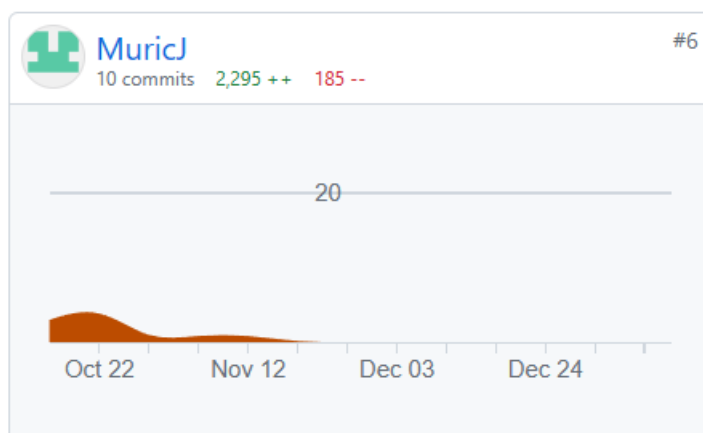 MuricJ
#6
10 commits 2,295 ++ 185 --
20
Oct 22 Nov 12 Dec 03 Dec 24